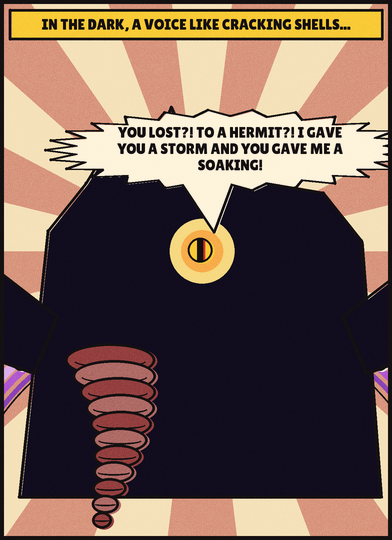 IN THE DARK, A VOICE LIKE CRACKING SHELLS...
YOU LOST?! TO A HERMIT?! I GAVE
YOU A STORM AND YOU GAVE ME A
SOAKING!